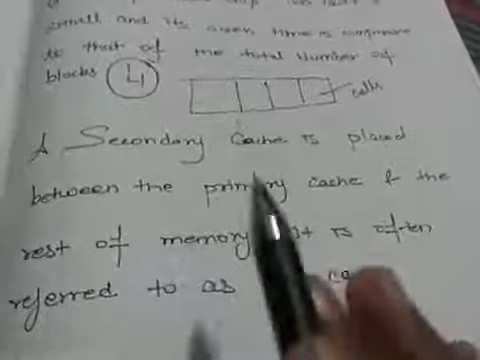 small and its access time is
to that of the total number of
blocks L1 cells
Secondary Cache is placed
between the primary cache & the
rest of memory. It is often
referred to as